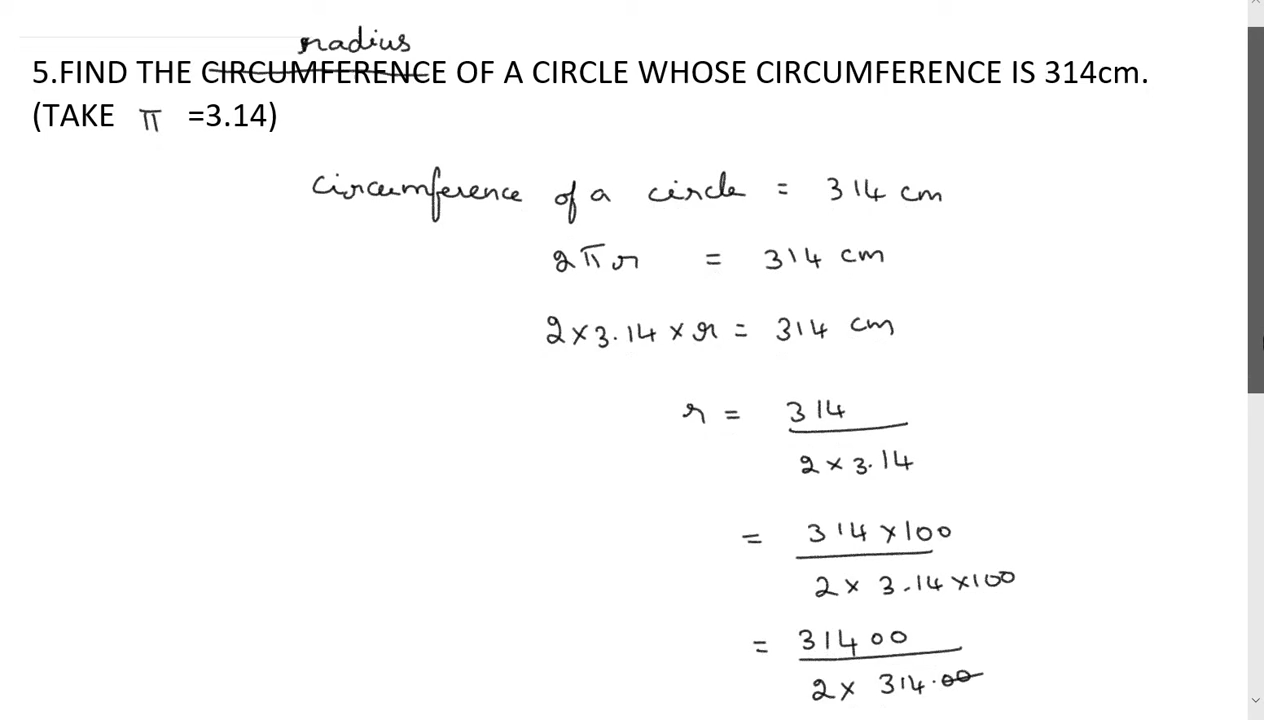 radius
5.FIND THE CIRCUMFERENCE OF A CIRCLE WHOSE CIRCUMFERENCE IS 314cm.
(TAKE π =3.14)
circumference of a circle = 314 cm
2πr = 314 cm
2×3.14×r = 314 cm
r = 314
2×3.14
= 314×100
2× 3.14×100
= 31400
2× 314.00